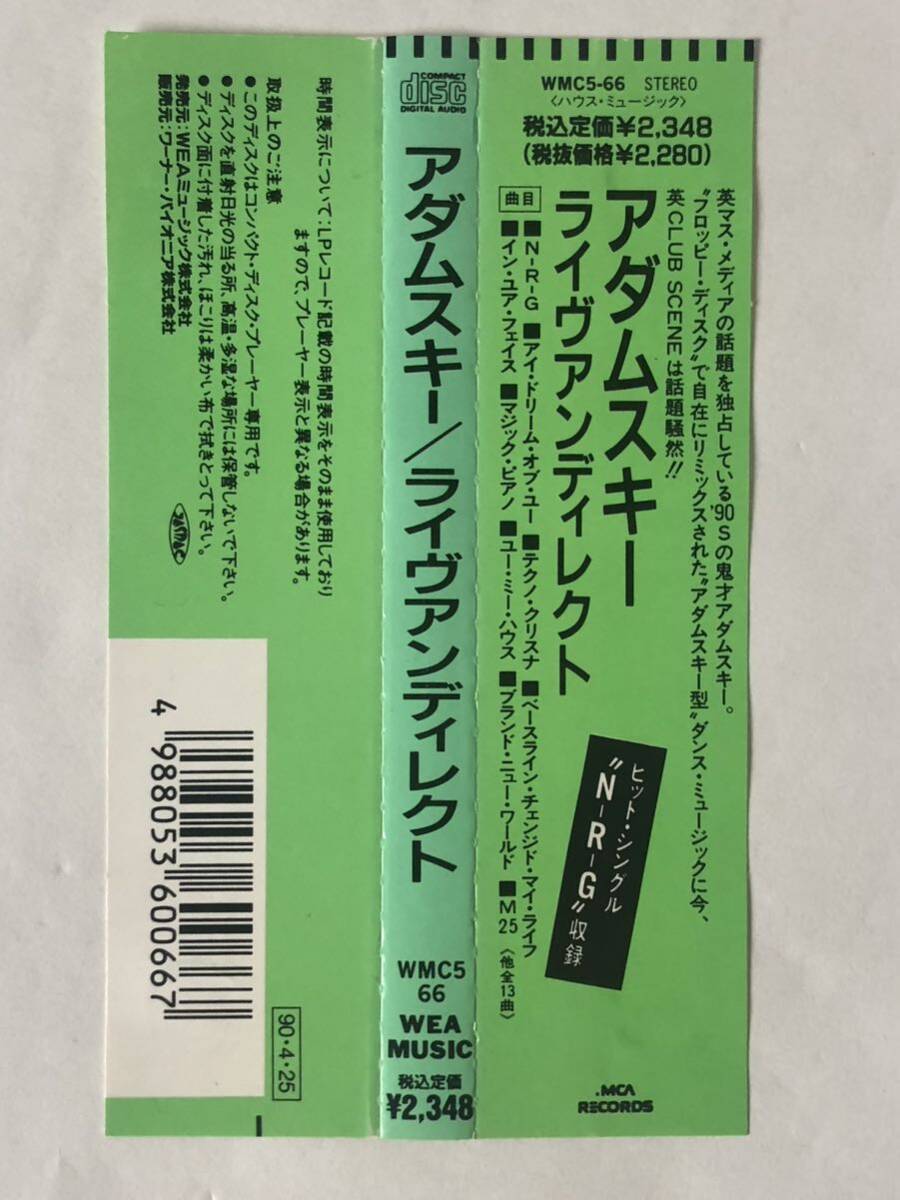 WMC5-66 STEREO
〈ハウス・ミュージック〉
税込定価¥2,348
(税抜価格¥2,280)
英マス・メディアの話題を独占している'90Sの鬼才アダムスキー。
"フロッピー・ディスク"で自在にリミックスされた"アダムスキー型"ダンス・ミュージックに今、
英CLUB SCENEは話題騒然!!
アダムスキー
ライヴアンディレクト
曲目
■N-R-G ■アイ・ドリーム・オブ・ユー ■テクノ・クリスナ ■ベースライン・チェンジド・マイ・ライフ
■イン・ユア・フェイス ■マジック・ピアノ ■ユー・ミー・ハウス ■ブランド・ニュー・ワールド ■M25 〈他全13曲〉
ヒット・シングル
"N-R-G"収録
.MCA
RECORDS
COMPACT
disc
DIGITAL AUDIO
アダムスキー/ライヴアンディレクト
WMC5
66
WEA
MUSIC
税込定価
¥2,348
時間表示について:LPレコード記載の時間表示をそのまま使用しており
ますので、プレーヤー表示と異なる場合があります。
取扱上のご注意
●このディスクはコンパクト・ディスク・プレーヤー専用です。
●ディスクを直射日光の当る所、高温・多湿な場所には保管しないで下さい。
●ディスク面に付着した汚れ、ほこりは柔かい布で拭きとって下さい。
発売元:WEAミュージック株式会社
販売元:ワーナー・パイオニア株式会社
JASRAC
4 988053 600667
90・4・25